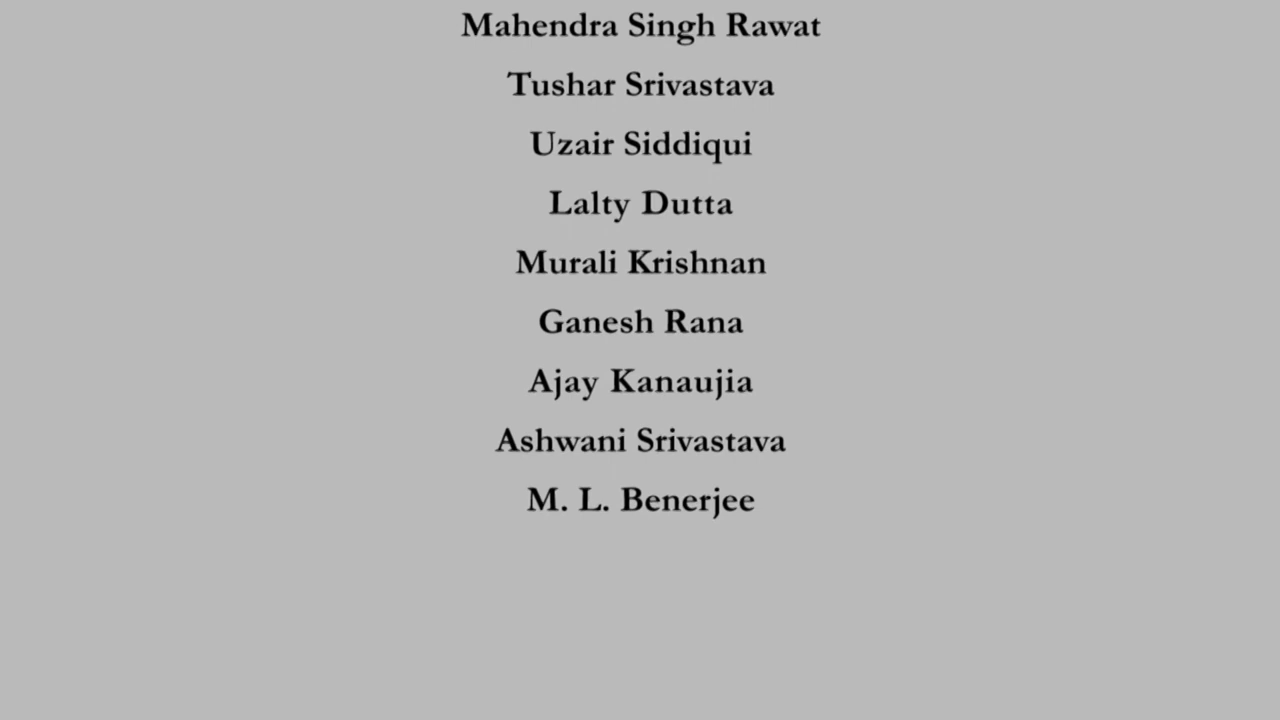 Mahendra Singh Rawat
Tushar Srivastava
Uzair Siddiqui
Lalty Dutta
Murali Krishnan
Ganesh Rana
Ajay Kanaujia
Ashwani Srivastava
M. L. Benerjee